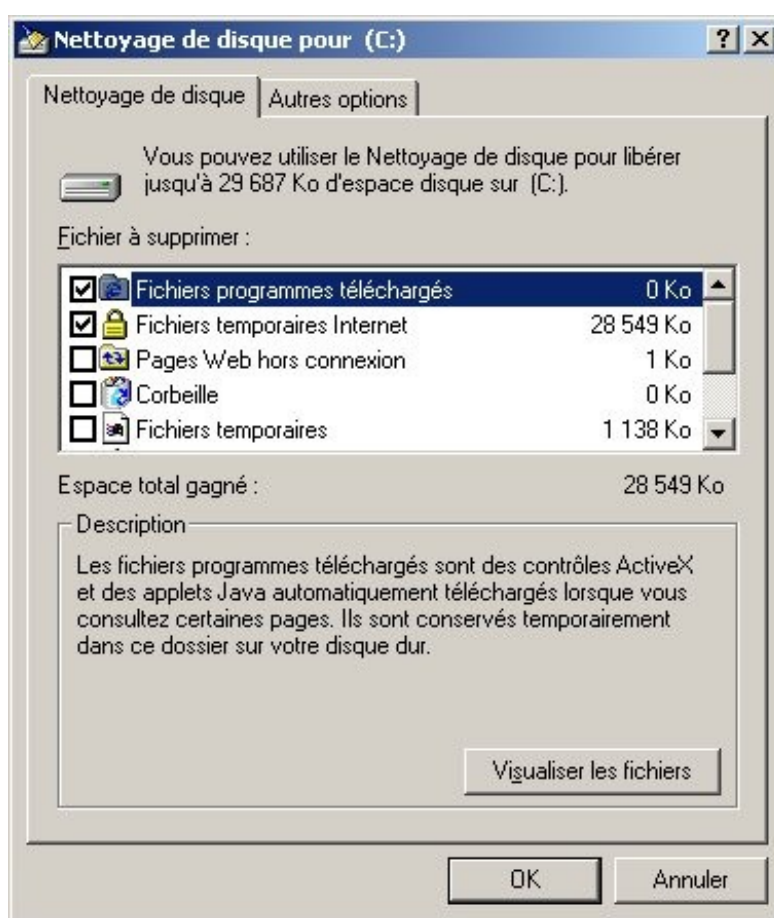 Nettoyage de disque pour (C:)
Nettoyage de disque
Autres options
Vous pouvez utiliser le Nettoyage de disque pour libérer
jusqu'à 29 687 Ko d'espace disque sur (C:).
Fichier à supprimer :
Fichiers programmes téléchargés 0 Ko
Fichiers temporaires Internet 28 549 Ko
Pages Web hors connexion 1 Ko
Corbeille 0 Ko
Fichiers temporaires 1 138 Ko
Espace total gagné : 28 549 Ko
Description
Les fichiers programmes téléchargés sont des contrôles ActiveX
et des applets Java automatiquement téléchargés lorsque vous
consultez certaines pages. Ils sont conservés temporairement
dans ce dossier sur votre disque dur.
Visualiser les fichiers
OK Annuler